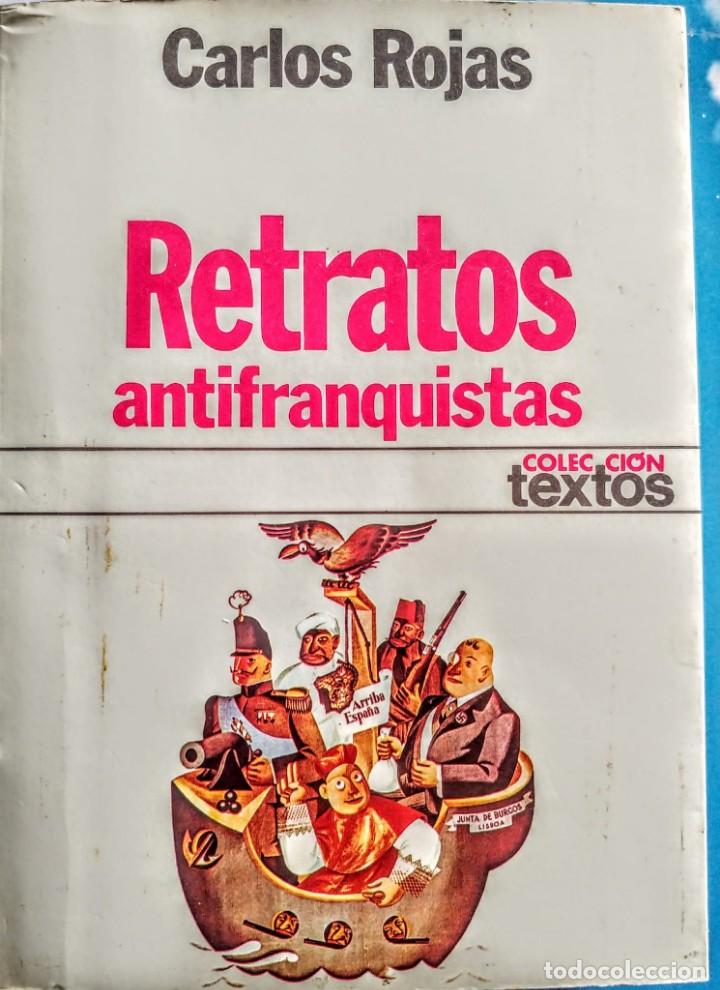 Carlos Rojas
Retratos
antifranquistas
COLECCIÓN
textos
Arriba
España
JUNTA DE BURGOS
LISBOA
todocoleccion